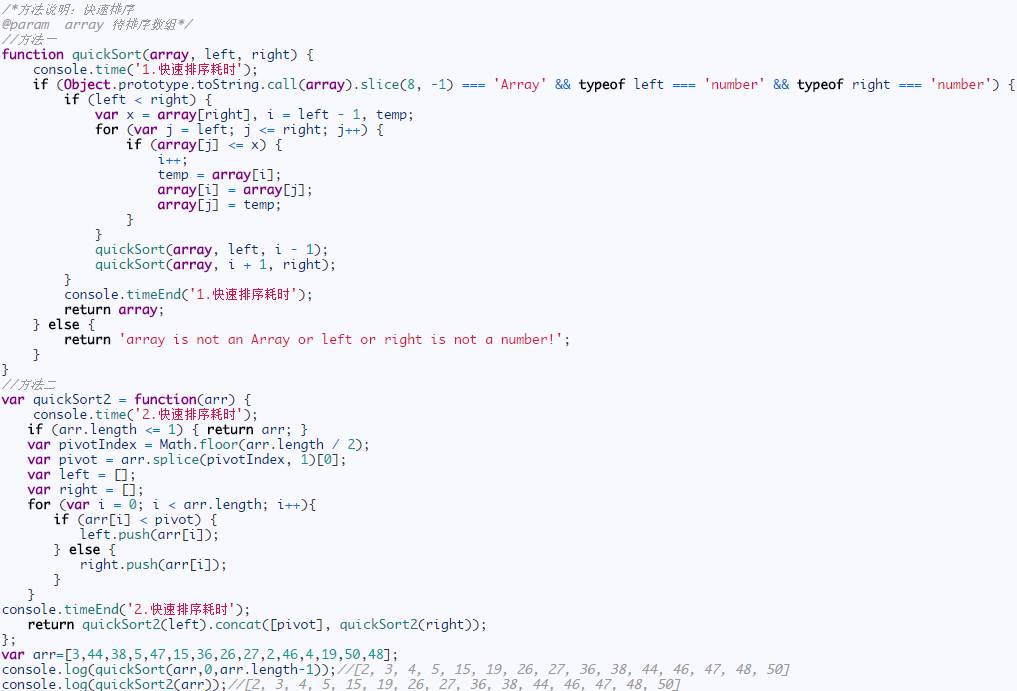 /*方法说明：快速排序
@param  array 待排序数组*/
//方法一
function quickSort(array, left, right) {
    console.time('1.快速排序耗时');
    if (Object.prototype.toString.call(array).slice(8, -1) === 'Array' && typeof left === 'number' && typeof right === 'number') {
        if (left < right) {
            var x = array[right], i = left - 1, temp;
            for (var j = left; j <= right; j++) {
                if (array[j] <= x) {
                    i++;
                    temp = array[i];
                    array[i] = array[j];
                    array[j] = temp;
                }
            }
            quickSort(array, left, i - 1);
            quickSort(array, i + 1, right);
        }
        console.timeEnd('1.快速排序耗时');
        return array;
    } else {
        return 'array is not an Array or left or right is not a number!';
    }
}
//方法二
var quickSort2 = function(arr) {
    console.time('2.快速排序耗时');
   if (arr.length <= 1) { return arr; }
   var pivotIndex = Math.floor(arr.length / 2);
   var pivot = arr.splice(pivotIndex, 1)[0];
   var left = [];
   var right = [];
   for (var i = 0; i < arr.length; i++){
      if (arr[i] < pivot) {
         left.push(arr[i]);
      } else {
         right.push(arr[i]);
      }
   }
console.timeEnd('2.快速排序耗时');
   return quickSort2(left).concat([pivot], quickSort2(right));
};
var arr=[3,44,38,5,47,15,36,26,27,2,46,4,19,50,48];
console.log(quickSort(arr,0,arr.length-1));//[2, 3, 4, 5, 15, 19, 26, 27, 36, 38, 44, 46, 47, 48, 50]
console.log(quickSort2(arr));//[2, 3, 4, 5, 15, 19, 26, 27, 36, 38, 44, 46, 47, 48, 50]